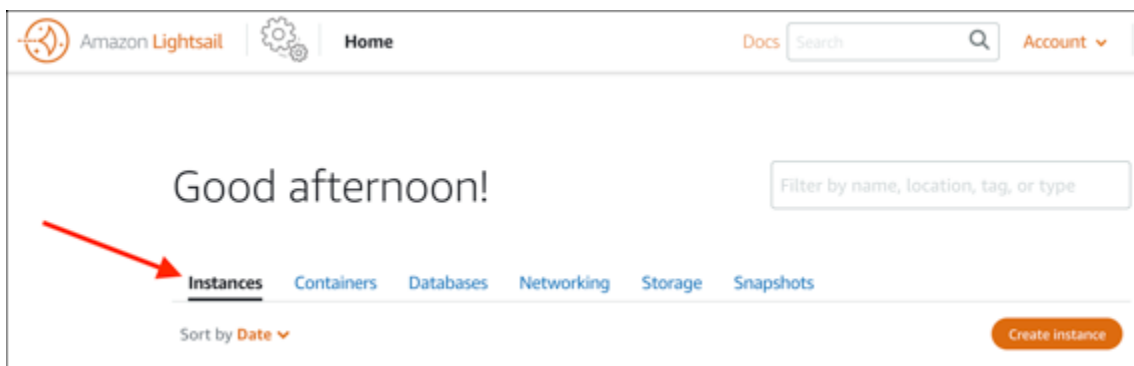 Amazon Lightsail Home Docs Search Account
Good afternoon!
Filter by name, location, tag, or type
Instances Containers Databases Networking Storage Snapshots
Sort by Date
Create instance